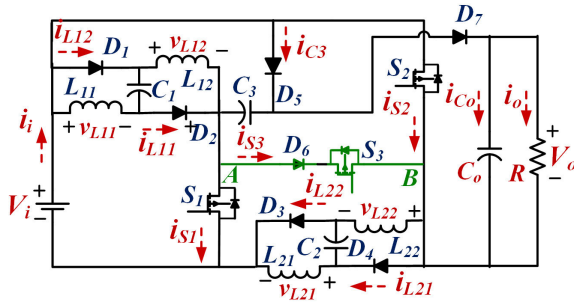 i_L12 D_1 + v_L12 − D_7
i_C3
L_11 C_1 L_12 C_3 D_5 S_2 i_Co i_o
+ v_L11 − i_L11 D_2 + i_S2
i_i i_S3 D_6 S_3
A B C_o R + V_o −
V_i + − S_1 i_L22
i_S1 D_3 − v_L22 +
L_21 C_2 D_4 L_22
− v_L21 + i_L21